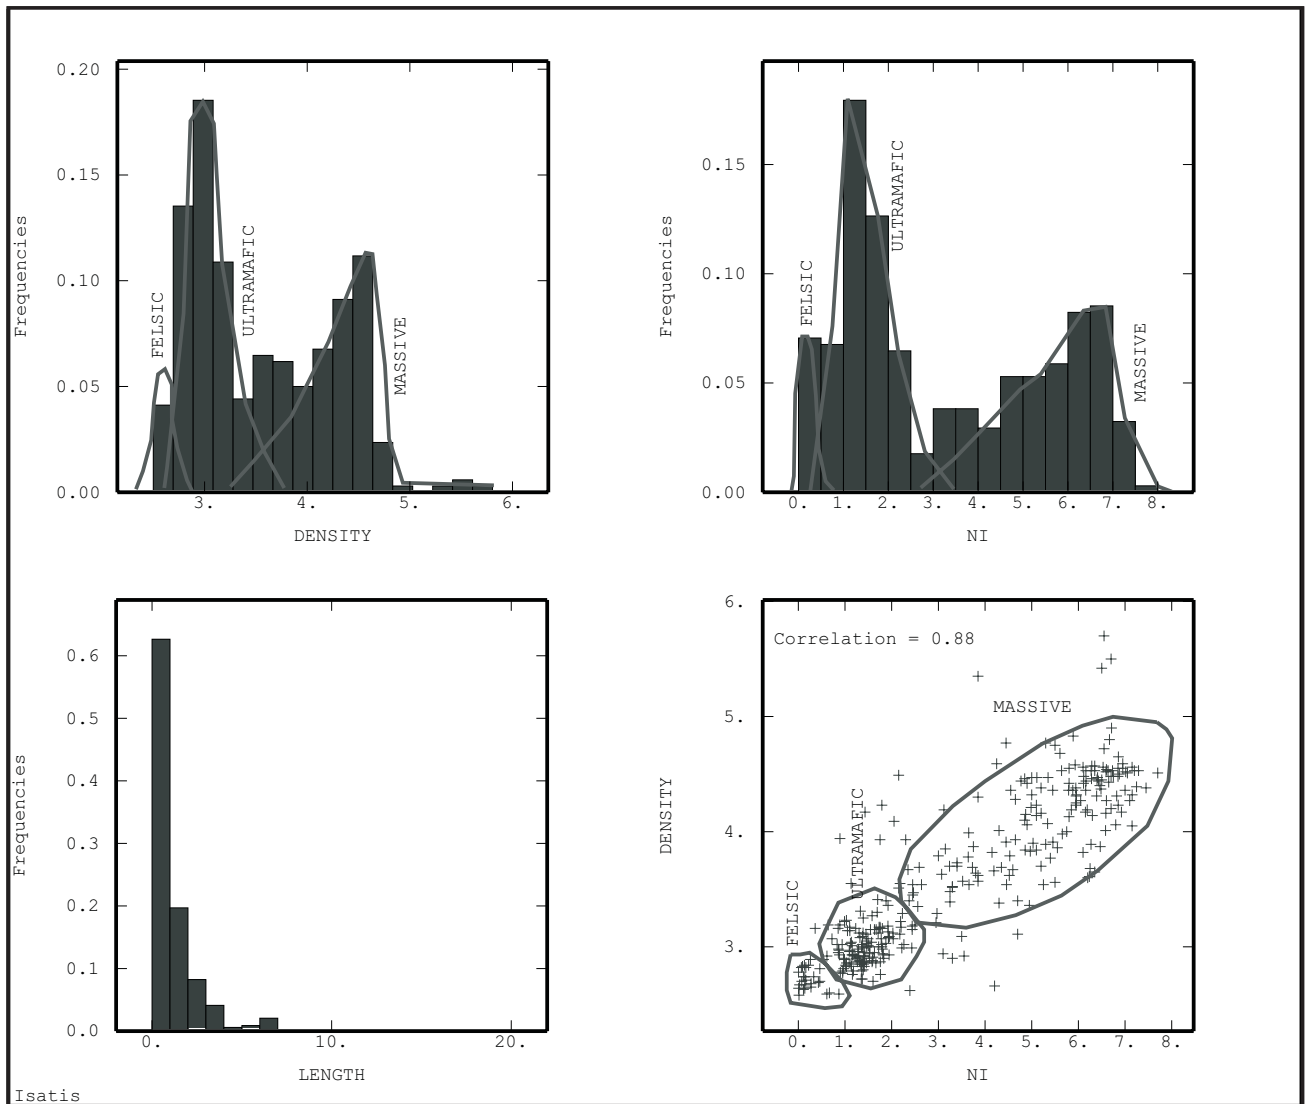 0.20
0.15
0.10
0.05
0.00
Frequencies
FELSIC
ULTRAMAFIC
MASSIVE
3. 4. 5. 6.
DENSITY
0.15
0.10
0.05
0.00
Frequencies
FELSIC
ULTRAMAFIC
MASSIVE
0. 1. 2. 3. 4. 5. 6. 7. 8.
NI
0.6
0.5
0.4
0.3
0.2
0.1
0.0
Frequencies
0. 10. 20.
LENGTH
6.
5.
4.
3.
DENSITY
Correlation = 0.88
MASSIVE
ULTRAMAFIC
FELSIC
0. 1. 2. 3. 4. 5. 6. 7. 8.
NI
Isatis